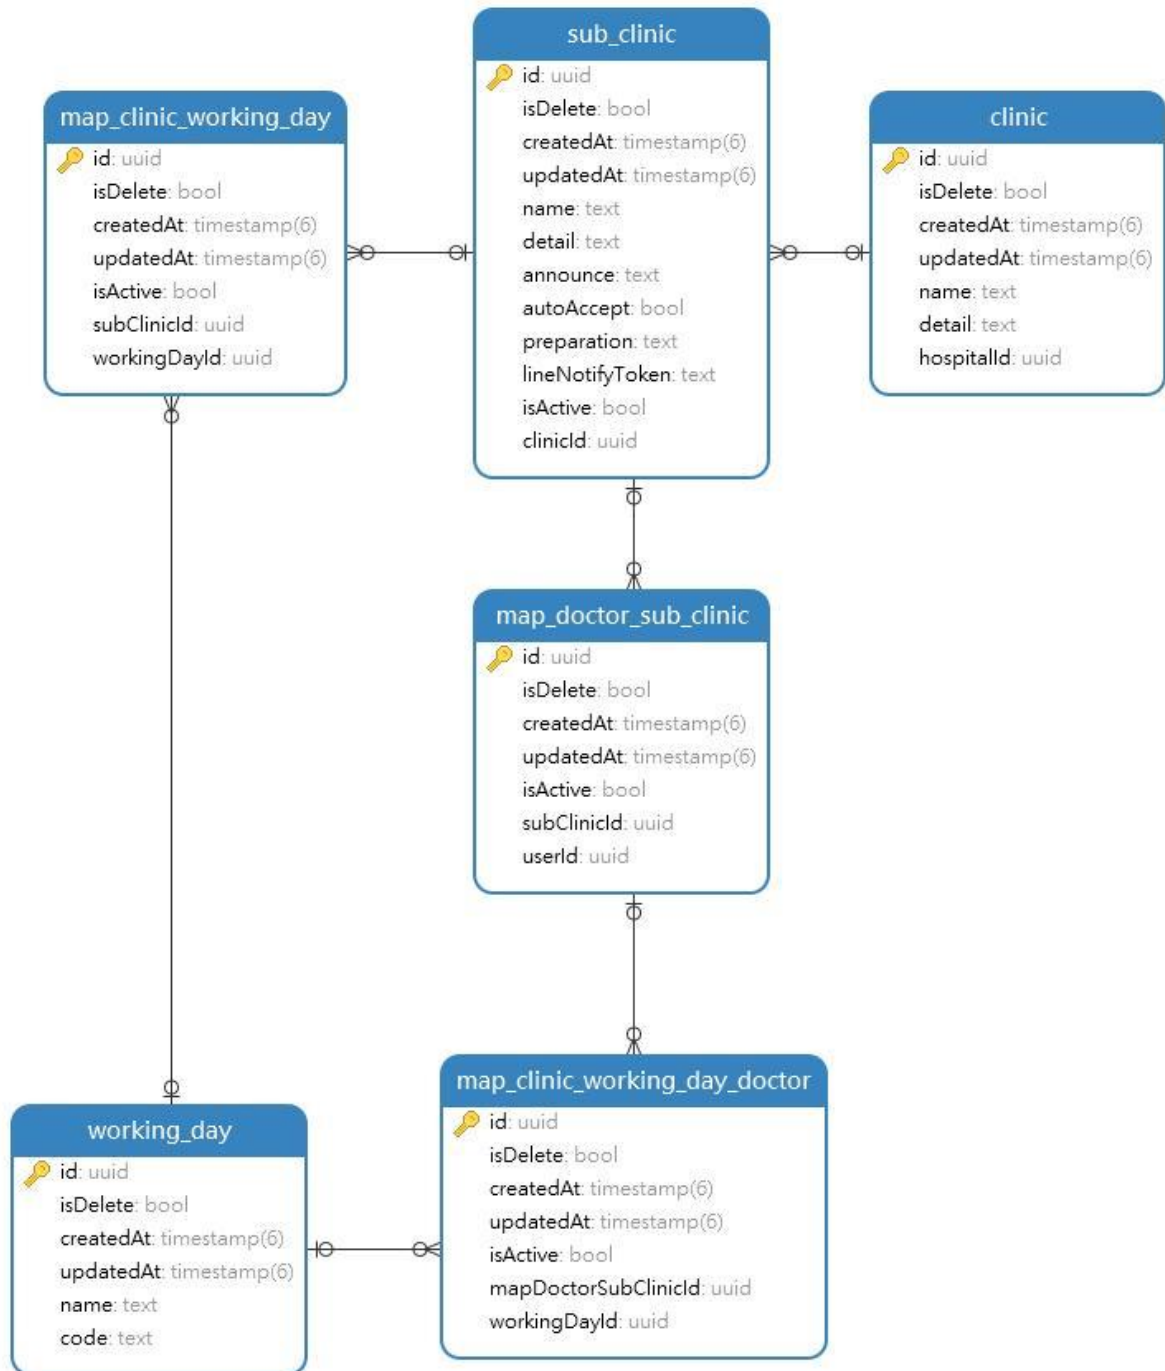 sub_clinic
id: uuid
isDelete: bool
createdAt: timestamp(6)
updatedAt: timestamp(6)
name: text
detail: text
announce: text
autoAccept: bool
preparation: text
lineNotifyToken: text
isActive: bool
clinicId: uuid
map_clinic_working_day
id: uuid
isDelete: bool
createdAt: timestamp(6)
updatedAt: timestamp(6)
isActive: bool
subClinicId: uuid
workingDayId: uuid
clinic
id: uuid
isDelete: bool
createdAt: timestamp(6)
updatedAt: timestamp(6)
name: text
detail: text
hospitalId: uuid
map_doctor_sub_clinic
id: uuid
isDelete: bool
createdAt: timestamp(6)
updatedAt: timestamp(6)
isActive: bool
subClinicId: uuid
userId: uuid
map_clinic_working_day_doctor
id: uuid
isDelete: bool
createdAt: timestamp(6)
updatedAt: timestamp(6)
isActive: bool
mapDoctorSubClinicId: uuid
workingDayId: uuid
working_day
id: uuid
isDelete: bool
createdAt: timestamp(6)
updatedAt: timestamp(6)
name: text
code: text